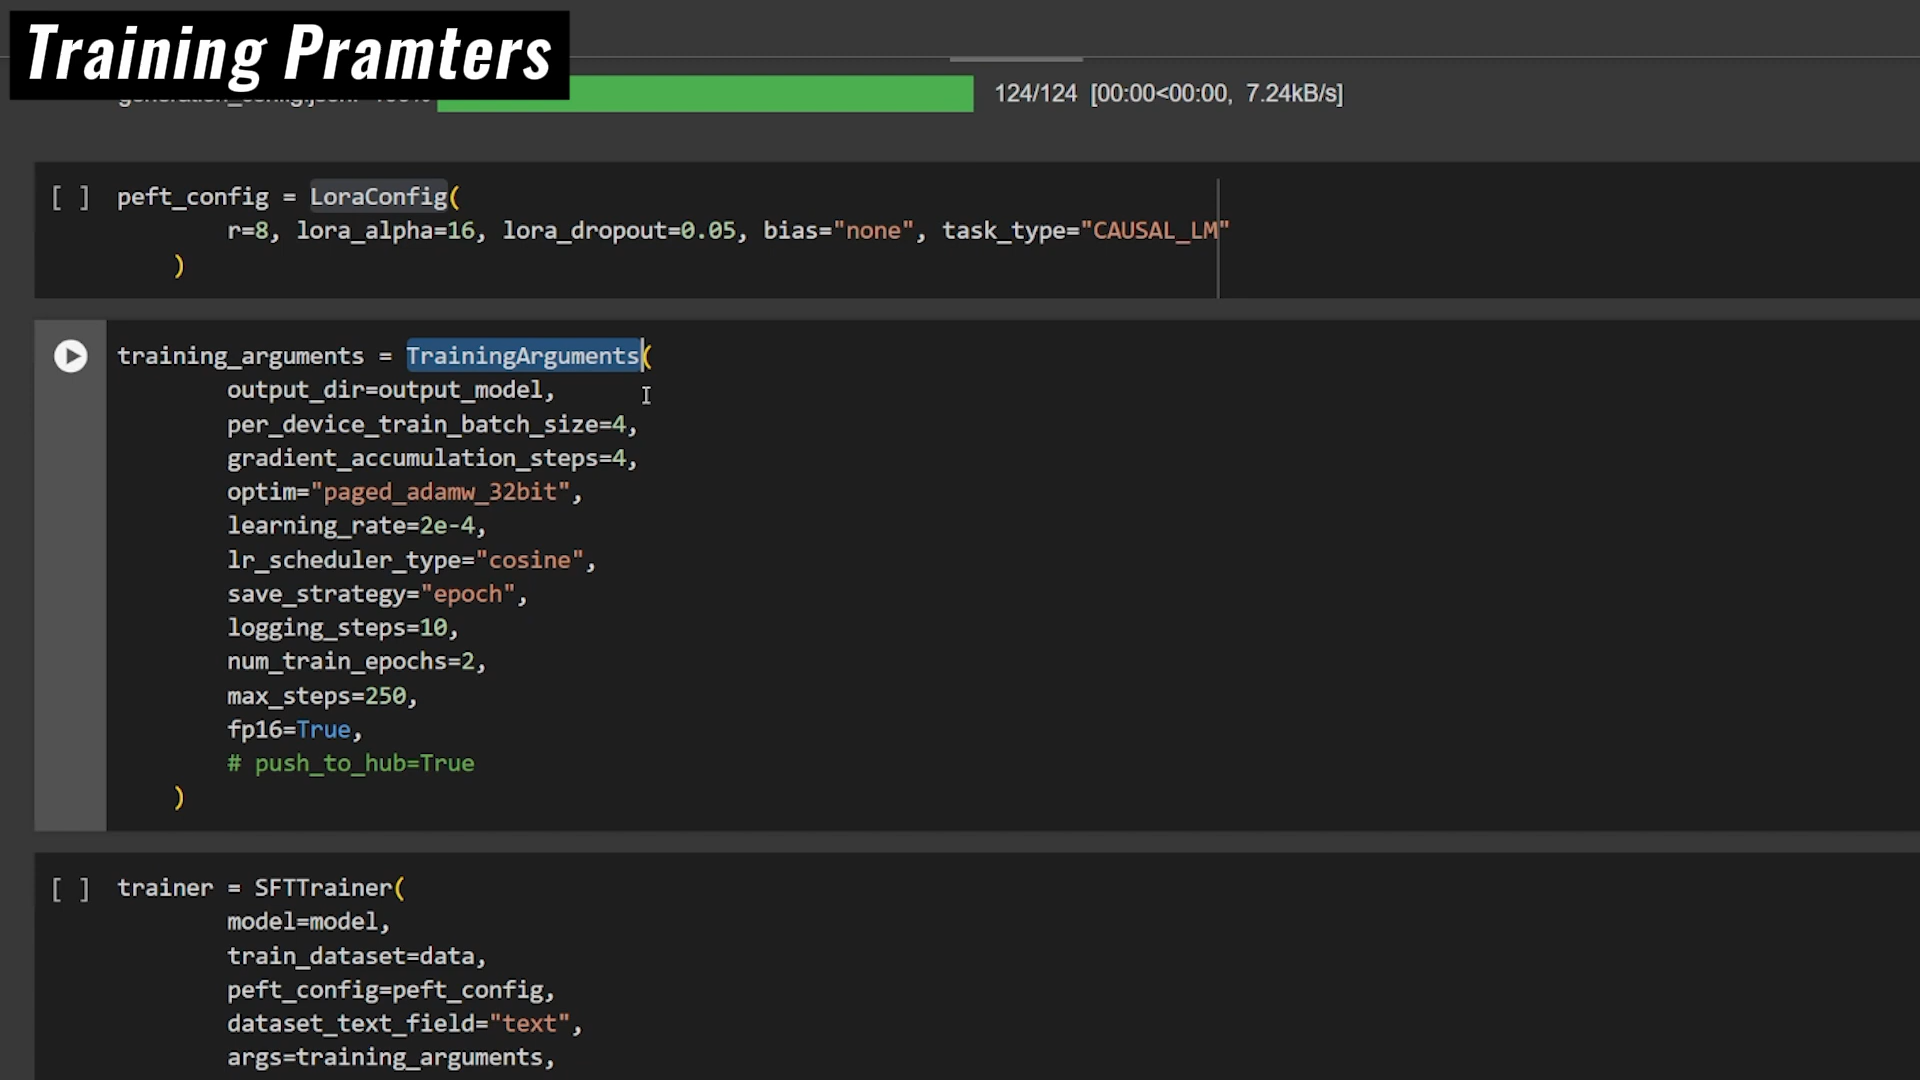 Training Pramters
124/124 [00:00<00:00, 7.24kB/s]
[ ] peft_config = LoraConfig(
r=8, lora_alpha=16, lora_dropout=0.05, bias="none", task_type="CAUSAL_LM"
)
training_arguments = TrainingArguments(
output_dir=output_model,
per_device_train_batch_size=4,
gradient_accumulation_steps=4,
optim="paged_adamw_32bit",
learning_rate=2e-4,
lr_scheduler_type="cosine",
save_strategy="epoch",
logging_steps=10,
num_train_epochs=2,
max_steps=250,
fp16=True,
# push_to_hub=True
)
[ ] trainer = SFTTrainer(
model=model,
train_dataset=data,
peft_config=peft_config,
dataset_text_field="text",
args=training_arguments,